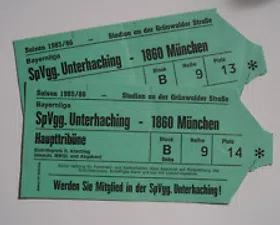 Saison 1985/86 - Stadion an der Grünwalder Straße
Bayernliga
SpVgg. Unterhaching - 1860 München
Block B Reihe 9 Platz 13
Saison 1985/86 - Stadion an der Grünwalder Straße
Bayernliga
SpVgg. Unterhaching - 1860 München
Haupttribüne
Block B Reihe 9 Platz 14
Werden Sie Mitglied in der SpVgg. Unterhaching!